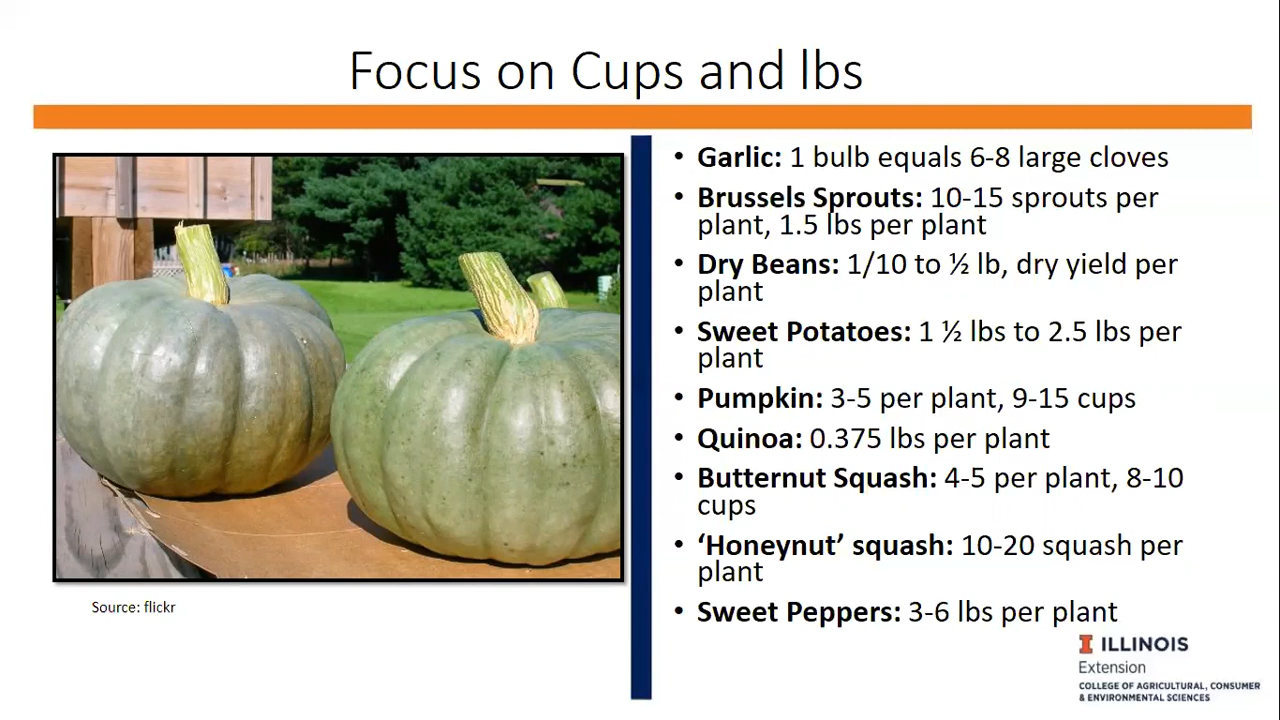 Focus on Cups and lbs
• Garlic: 1 bulb equals 6-8 large cloves
• Brussels Sprouts: 10-15 sprouts per
plant, 1.5 lbs per plant
• Dry Beans: 1/10 to ½ lb, dry yield per
plant
• Sweet Potatoes: 1 ½ lbs to 2.5 lbs per
plant
• Pumpkin: 3-5 per plant, 9-15 cups
• Quinoa: 0.375 lbs per plant
• Butternut Squash: 4-5 per plant, 8-10
cups
• ‘Honeynut’ squash: 10-20 squash per
plant
• Sweet Peppers: 3-6 lbs per plant
Source: flickr
I ILLINOIS
Extension
COLLEGE OF AGRICULTURAL, CONSUMER
& ENVIRONMENTAL SCIENCES